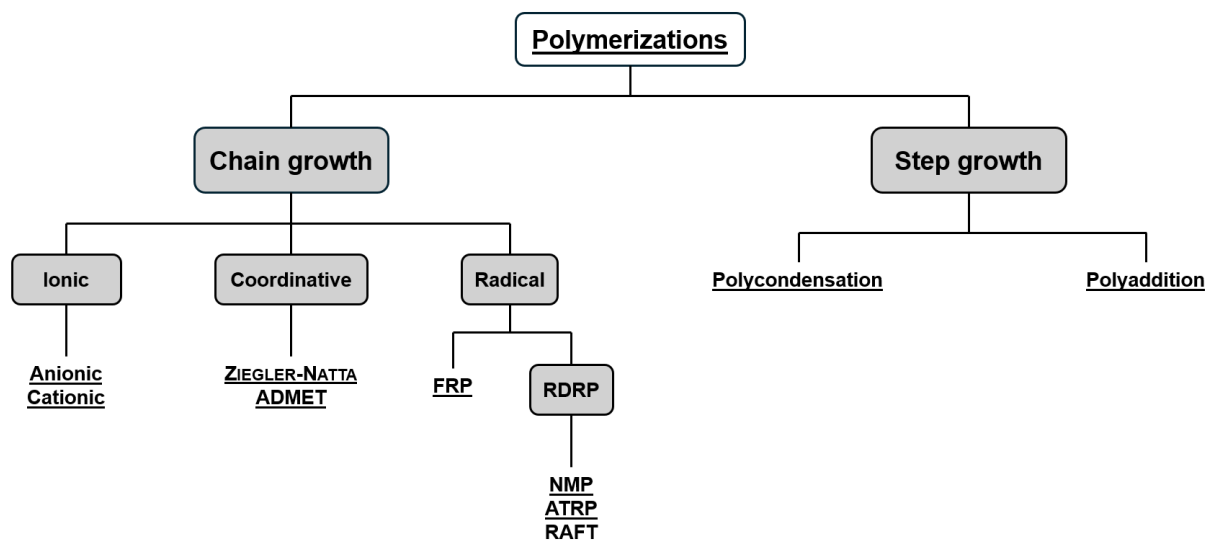 Polymerizations
Chain growth
Step growth
Ionic
Coordinative
Radical
Polycondensation
Polyaddition
Anionic
Cationic
ZIEGLER-NATTA
ADMET
FRP
RDRP
NMP
ATRP
RAFT